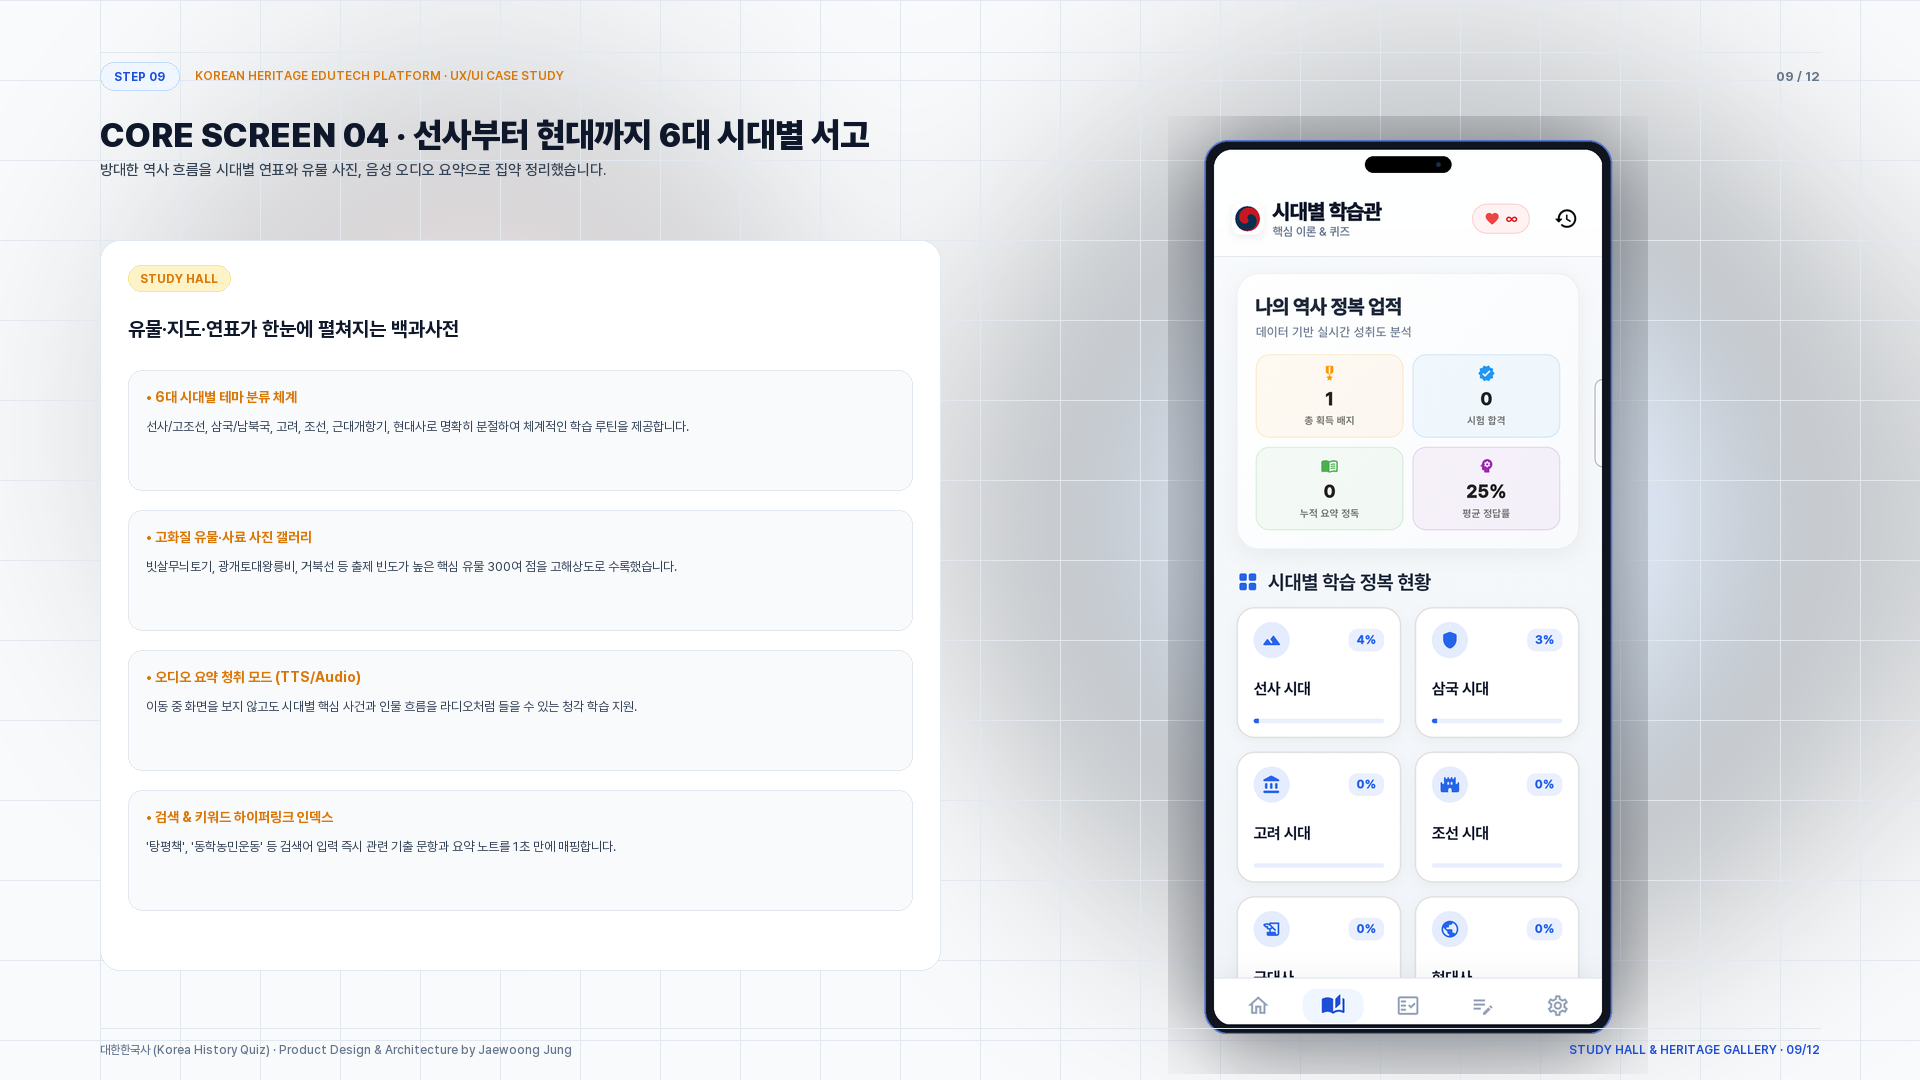 STEP 09
KOREAN HERITAGE EDUTECH PLATFORM · UX/UI CASE STUDY
09 / 12
CORE SCREEN 04 · 선사부터 현대까지 6대 시대별 서고
방대한 역사 흐름을 시대별 연표와 유물 사진, 음성 오디오 요약으로 집약 정리했습니다.
STUDY HALL
유물·지도·연표가 한눈에 펼쳐지는 백과사전
• 6대 시대별 테마 분류 체계
선사/고조선, 삼국/남북국, 고려, 조선, 근대개항기, 현대사로 명확히 분절하여 체계적인 학습 루틴을 제공합니다.
• 고화질 유물·사료 사진 갤러리
빗살무늬토기, 광개토대왕릉비, 거북선 등 출제 빈도가 높은 핵심 유물 300여 점을 고해상도로 수록했습니다.
• 오디오 요약 청취 모드 (TTS/Audio)
이동 중 화면을 보지 않고도 시대별 핵심 사건과 인물 흐름을 라디오처럼 들을 수 있는 청각 학습 지원.
• 검색 & 키워드 하이퍼링크 인덱스
'탕평책', '동학농민운동' 등 검색어 입력 즉시 관련 기출 문항과 요약 노트를 1초 만에 매핑합니다.
시대별 학습관
핵심 이론 & 퀴즈
∞
나의 역사 정복 업적
데이터 기반 실시간 성취도 분석
1
총 획득 배지
0
시험 합격
0
누적 요약 정독
25%
평균 정답률
시대별 학습 정복 현황
4%
선사 시대
3%
삼국 시대
0%
고려 시대
0%
조선 시대
0%
근대사
0%
현대사
대한한국사 (Korea History Quiz) · Product Design & Architecture by Jaewoong Jung
STUDY HALL & HERITAGE GALLERY · 09/12